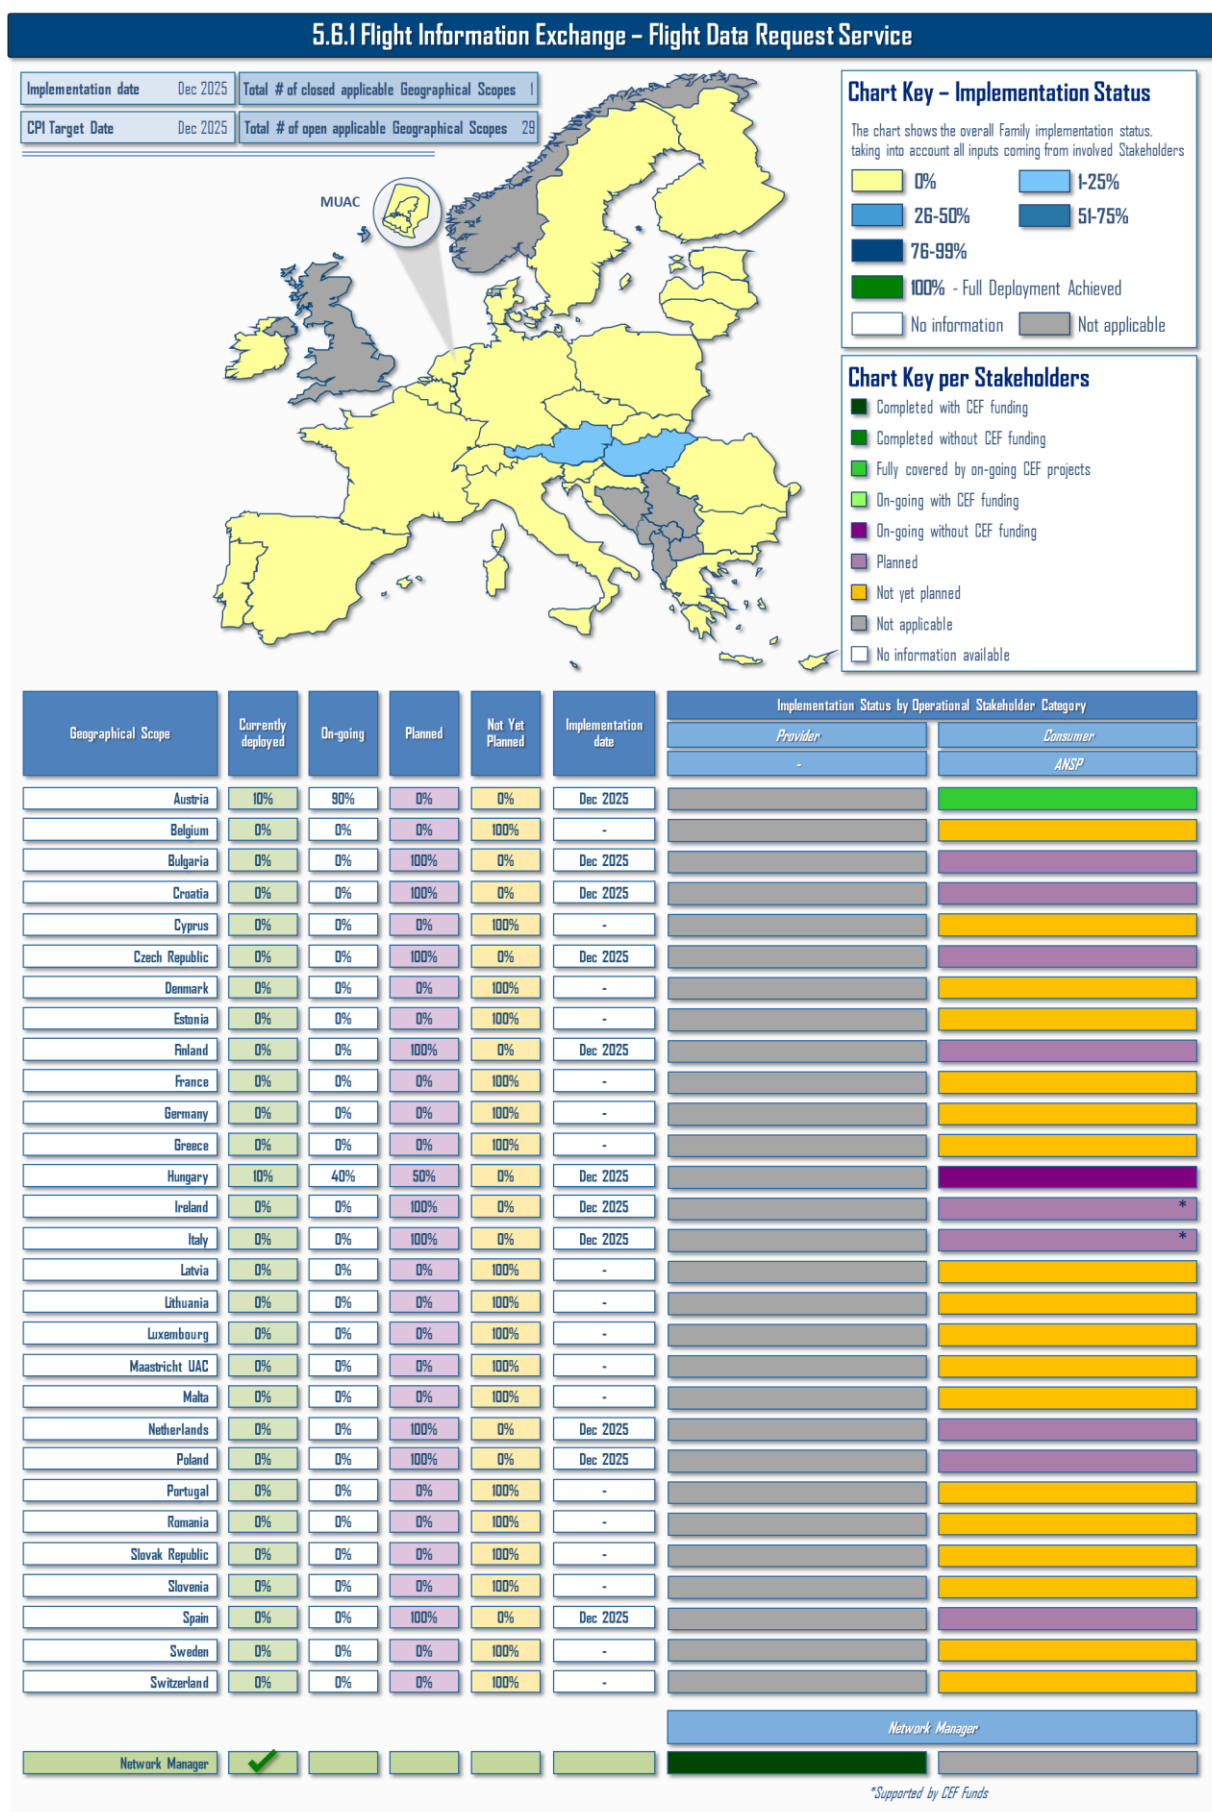 5.6.1 Flight Information Exchange – Flight Data Request Service
Implementation date Dec 2025 Total # of closed applicable Geographical Scopes 1
CPI Target Date Dec 2025 Total # of open applicable Geographical Scopes 29
MUAC
Chart Key – Implementation Status
The chart shows the overall Family implementation status.
taking into account all inputs coming from involved Stakeholders
0% 1-25%
26-50% 51-75%
76-99%
100% - Full Deployment Achieved
No information Not applicable
Chart Key per Stakeholders
Completed with CEF funding
Completed without CEF funding
Fully covered by on-going CEF projects
On-going with CEF funding
On-going without CEF funding
Planned
Not yet planned
Not applicable
No information available
Geographical Scope Currently deployed On-going Planned Not Yet Planned Implementation date Implementation Status by Operational Stakeholder Category
Provider Consumer
- ANSP
Austria 10% 90% 0% 0% Dec 2025
Belgium 0% 0% 0% 100% -
Bulgaria 0% 0% 100% 0% Dec 2025
Croatia 0% 0% 100% 0% Dec 2025
Cyprus 0% 0% 0% 100% -
Czech Republic 0% 0% 100% 0% Dec 2025
Denmark 0% 0% 0% 100% -
Estonia 0% 0% 0% 100% -
Finland 0% 0% 100% 0% Dec 2025
France 0% 0% 0% 100% -
Germany 0% 0% 0% 100% -
Greece 0% 0% 0% 100% -
Hungary 10% 40% 50% 0% Dec 2025
Ireland 0% 0% 100% 0% Dec 2025 *
Italy 0% 0% 100% 0% Dec 2025 *
Latvia 0% 0% 0% 100% -
Lithuania 0% 0% 0% 100% -
Luxembourg 0% 0% 0% 100% -
Maastricht UAC 0% 0% 0% 100% -
Malta 0% 0% 0% 100% -
Netherlands 0% 0% 100% 0% Dec 2025
Poland 0% 0% 100% 0% Dec 2025
Portugal 0% 0% 0% 100% -
Romania 0% 0% 0% 100% -
Slovak Republic 0% 0% 0% 100% -
Slovenia 0% 0% 0% 100% -
Spain 0% 0% 100% 0% Dec 2025
Sweden 0% 0% 0% 100% -
Switzerland 0% 0% 0% 100% -
Network Manager
Network Manager
*Supported by CEF Funds